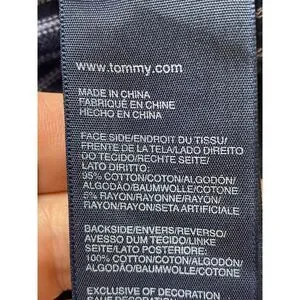 www.tommy.com
MADE IN CHINA
FABRIQUÉ EN CHINE
HECHO EN CHINA
FACE SIDE/ENDROIT DU TISSU/
FRENTE DE LA TELA/LADO DIREITO
DO TECIDO/RECHTE SEITE/
LATO DIRITTO:
95% COTTON/COTON/ALGODÓN/
ALGODÃO/BAUMWOLLE/COTONE
5% RAYON/RAYONNE/RAYÓN/
RAYON/RAYON/SETA ARTIFICIALE
BACKSIDE/ENVERS/REVERSO/
AVESSO DUM TECIDO/LINKE
SEITE/LATO POSTERIORE:
100% COTTON/COTON/ALGODÓN/
ALGODÃO/BAUMWOLLE/COTONE
EXCLUSIVE OF DECORATION
SAUF DECORATION